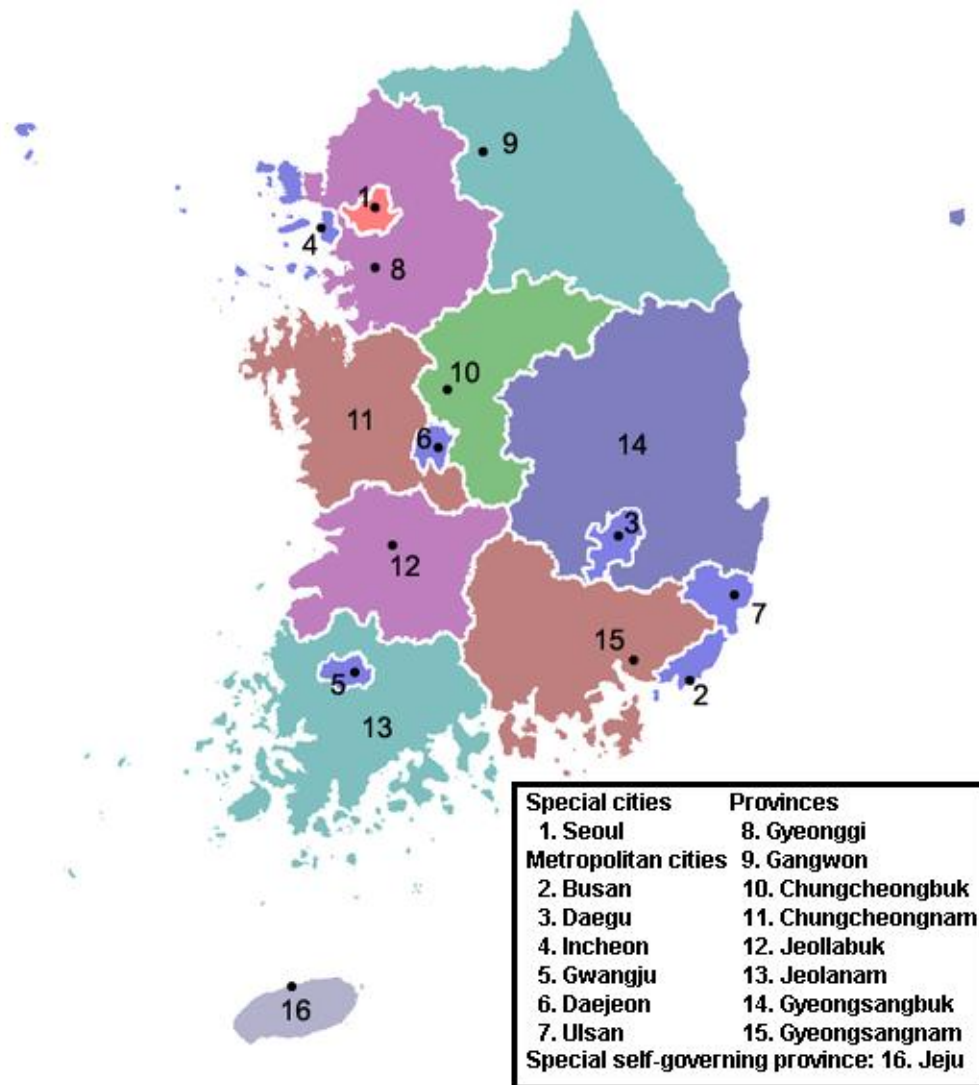 9
1
4
8
10
11
6
14
3
12
7
15
5
2
13
16
Special cities Provinces
1. Seoul 8. Gyeonggi
Metropolitan cities 9. Gangwon
2. Busan 10. Chungcheongbuk
3. Daegu 11. Chungcheongnam
4. Incheon 12. Jeollabuk
5. Gwangju 13. Jeolanam
6. Daejeon 14. Gyeongsangbuk
7. Ulsan 15. Gyeongsangnam
Special self-governing province: 16. Jeju